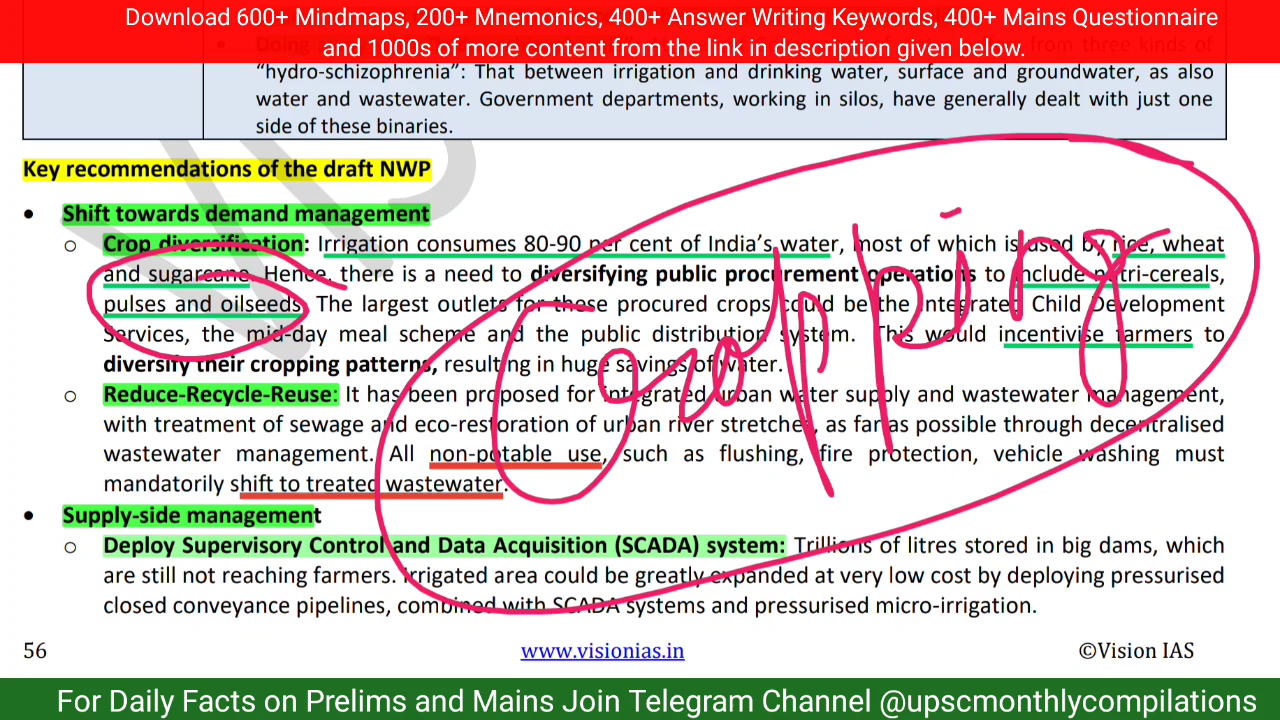 Download 600+ Mindmaps, 200+ Mnemonics, 400+ Answer Writing Keywords, 400+ Mains Questionnaire
and 1000s of more content from the link in description given below.
from three kinds of
“hydro-schizophrenia”: That between irrigation and drinking water, surface and groundwater, as also
water and wastewater. Government departments, working in silos, have generally dealt with just one
side of these binaries.
Key recommendations of the draft NWP
• Shift towards demand management
o Crop diversification: Irrigation consumes 80-90 per cent of India’s water, most of which is used by rice, wheat
and sugarcane. Hence, there is a need to diversifying public procurement operations to include nutri-cereals,
pulses and oilseeds. The largest outlets for these procured crops could be the Integrated Child Development
Services, the mid-day meal scheme and the public distribution system. This would incentivise farmers to
diversify their cropping patterns, resulting in huge savings of water.
o Reduce-Recycle-Reuse: It has been proposed for integrated urban water supply and wastewater management,
with treatment of sewage and eco-restoration of urban river stretches, as far as possible through decentralised
wastewater management. All non-potable use, such as flushing, fire protection, vehicle washing must
mandatorily shift to treated wastewater.
• Supply-side management
o Deploy Supervisory Control and Data Acquisition (SCADA) system: Trillions of litres stored in big dams, which
are still not reaching farmers. Irrigated area could be greatly expanded at very low cost by deploying pressurised
closed conveyance pipelines, combined with SCADA systems and pressurised micro-irrigation.
56 www.visionias.in ©Vision IAS
For Daily Facts on Prelims and Mains Join Telegram Channel @upscmonthlycompilations